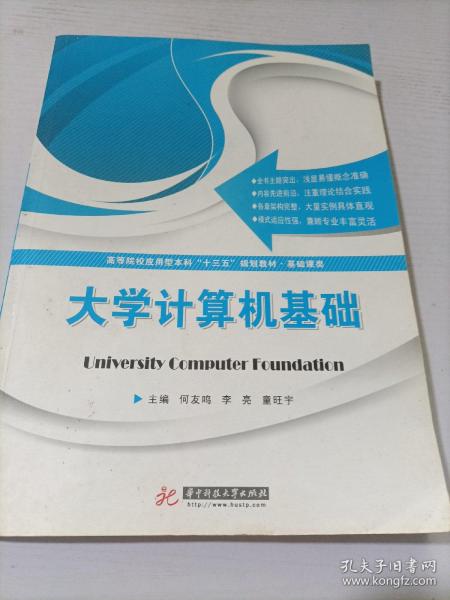 ◆全书主题突出，浅显易懂概念准确
◆内容先进前沿，注重理论结合实践
◆各章架构完整，大量实例具体直观
◆模式适应性强，兼顾专业丰富灵活
高等院校应用型本科“十三五”规划教材·基础课类
大学计算机基础
University Computer Foundation
▶主编 何友鸣 李 亮 童旺宇
华中科技大学出版社
http://www.hustp.com
孔夫子旧书网
www.kongfz.com